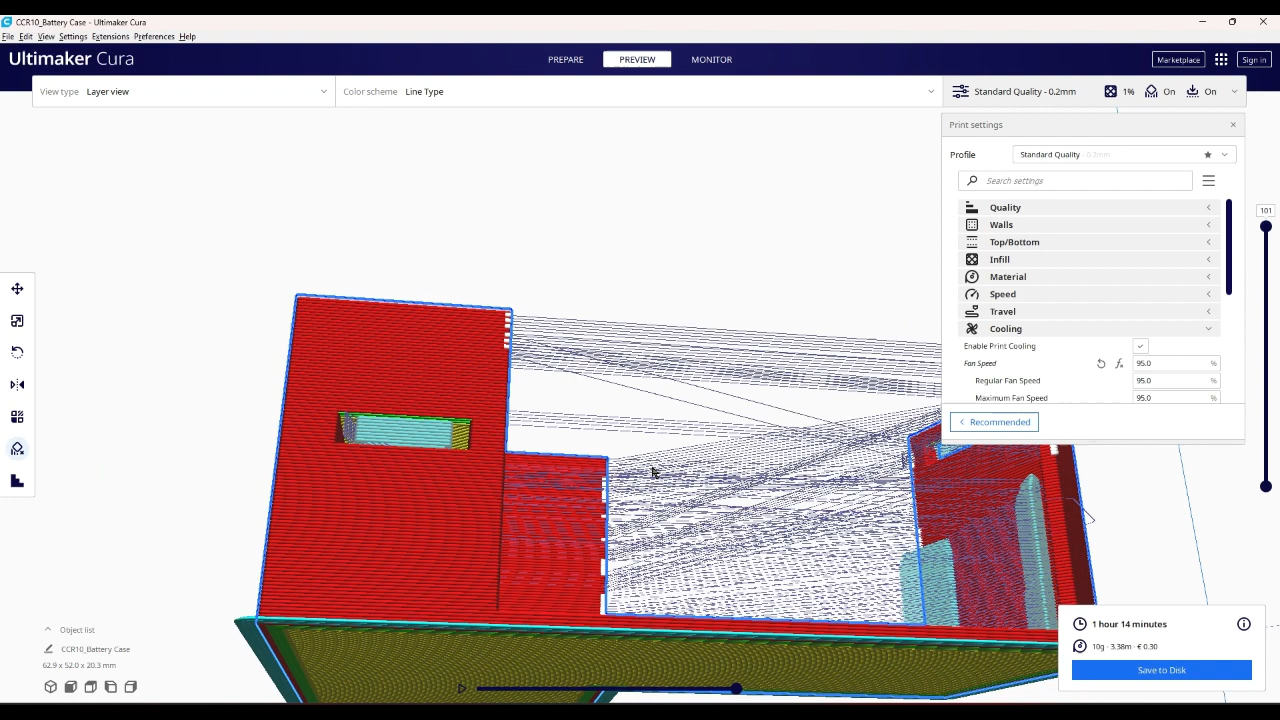 CCR10_Battery Case - Ultimaker Cura
File Edit View Settings Extensions Preferences Help
Ultimaker Cura
PREPARE
PREVIEW
MONITOR
Marketplace
Sign in
View type Layer view
Color scheme Line Type
Standard Quality - 0.2mm
1%
On
On
Print settings
Profile
Standard Quality - 0.2mm
Search settings
Quality
Walls
Top/Bottom
Infill
Material
Speed
Travel
Cooling
Enable Print Cooling
Fan Speed 95.0 %
Regular Fan Speed 95.0 %
Maximum Fan Speed 95.0 %
Recommended
101
Object list
CCR10_Battery Case
62.9 x 52.0 x 20.3 mm
1 hour 14 minutes
10g · 3.38m · € 0.30
Save to Disk